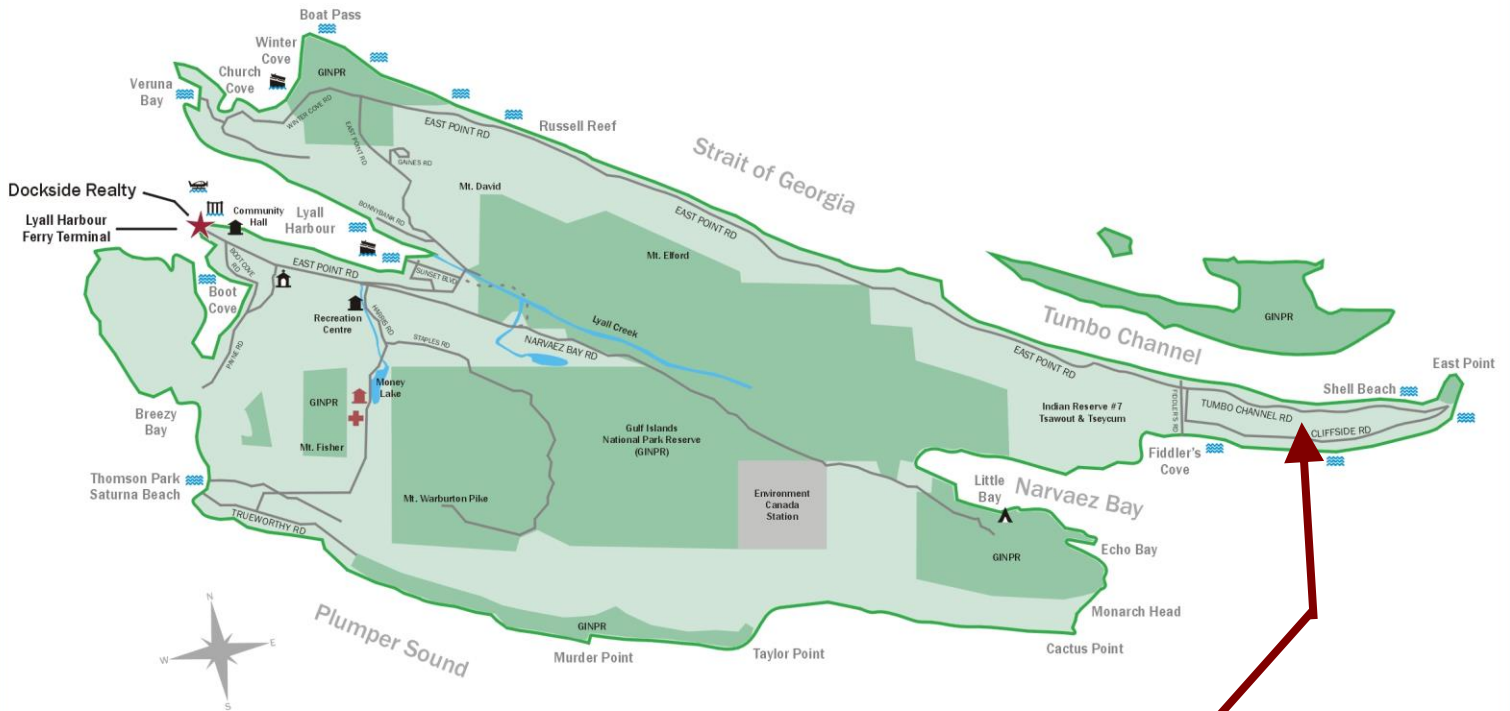 Boat Pass
Winter
Cove
Church
Cove
Veruna
Bay
GINPR
WINTER COVE RD
EAST POINT RD
EAST POINT RD
GAINES RD
Russell Reef
Strait of Georgia
Mt. David
BONNYBANK RD
Dockside Realty
Lyall Harbour
Ferry Terminal
Community
Hall
Lyall
Harbour
BOOT COVE
RD
EAST POINT RD
SUNSET BLVD
Boot
Cove
Recreation
Centre
HARRIS RD
STAPLES RD
NARVAEZ BAY RD
Lyall Creek
Mt. Elford
EAST POINT RD
EAST POINT RD
Tumbo Channel
GINPR
East Point
Shell Beach
TUMBO CHANNEL RD
CLIFFSIDE RD
FIDDLER'S RD
Fiddler's
Cove
Indian Reserve #7
Tsawout & Tseycum
PAYNE RD
Breezy
Bay
GINPR
Mt. Fisher
Money
Lake
Gulf Islands
National Park Reserve
(GINPR)
Mt. Warburton Pike
Environment
Canada
Station
Little
Bay
Narvaez Bay
GINPR
Echo Bay
Monarch Head
Cactus Point
Thomson Park
Saturna Beach
TRUEWORTHY RD
Plumper Sound
GINPR
Murder Point
Taylor Point
N
W
E
S